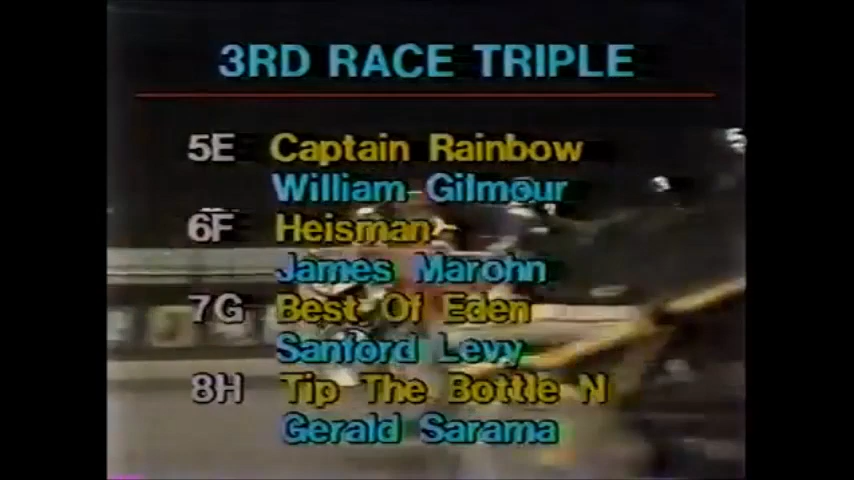 3RD RACE TRIPLE
5E Captain Rainbow
William Gilmour
6F Heisman
James Marohn
7G Best Of Eden
Sanford Levy
8H Tip The Bottle N
Gerald Sarama